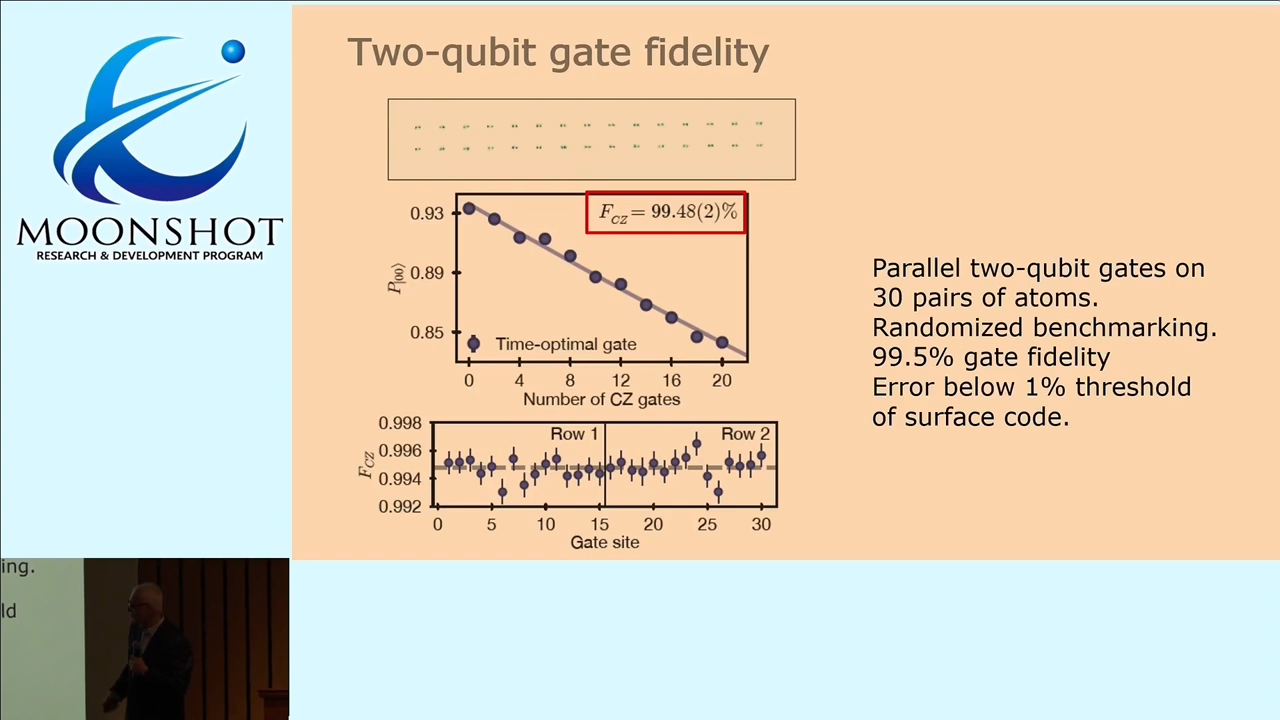 MOONSHOT
RESEARCH & DEVELOPMENT PROGRAM
Two-qubit gate fidelity
F_CZ = 99.48(2)%
0.93
0.89
0.85
P|00⟩
Time-optimal gate
0 4 8 12 16 20
Number of CZ gates
0.998
0.996
0.994
0.992
F_CZ
Row 1 Row 2
0 5 10 15 20 25 30
Gate site
Parallel two-qubit gates on
30 pairs of atoms.
Randomized benchmarking.
99.5% gate fidelity
Error below 1% threshold
of surface code.
ing.
ld